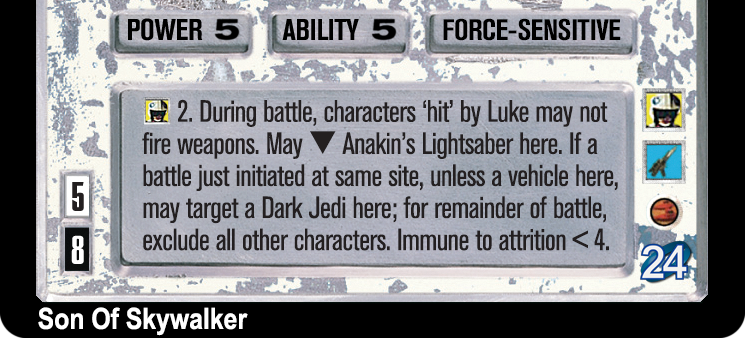 POWER 5 ABILITY 5 FORCE-SENSITIVE
2. During battle, characters ‘hit’ by Luke may not
fire weapons. May ▼ Anakin’s Lightsaber here. If a
battle just initiated at same site, unless a vehicle here,
may target a Dark Jedi here; for remainder of battle,
exclude all other characters. Immune to attrition < 4.
5
8
24
Son Of Skywalker